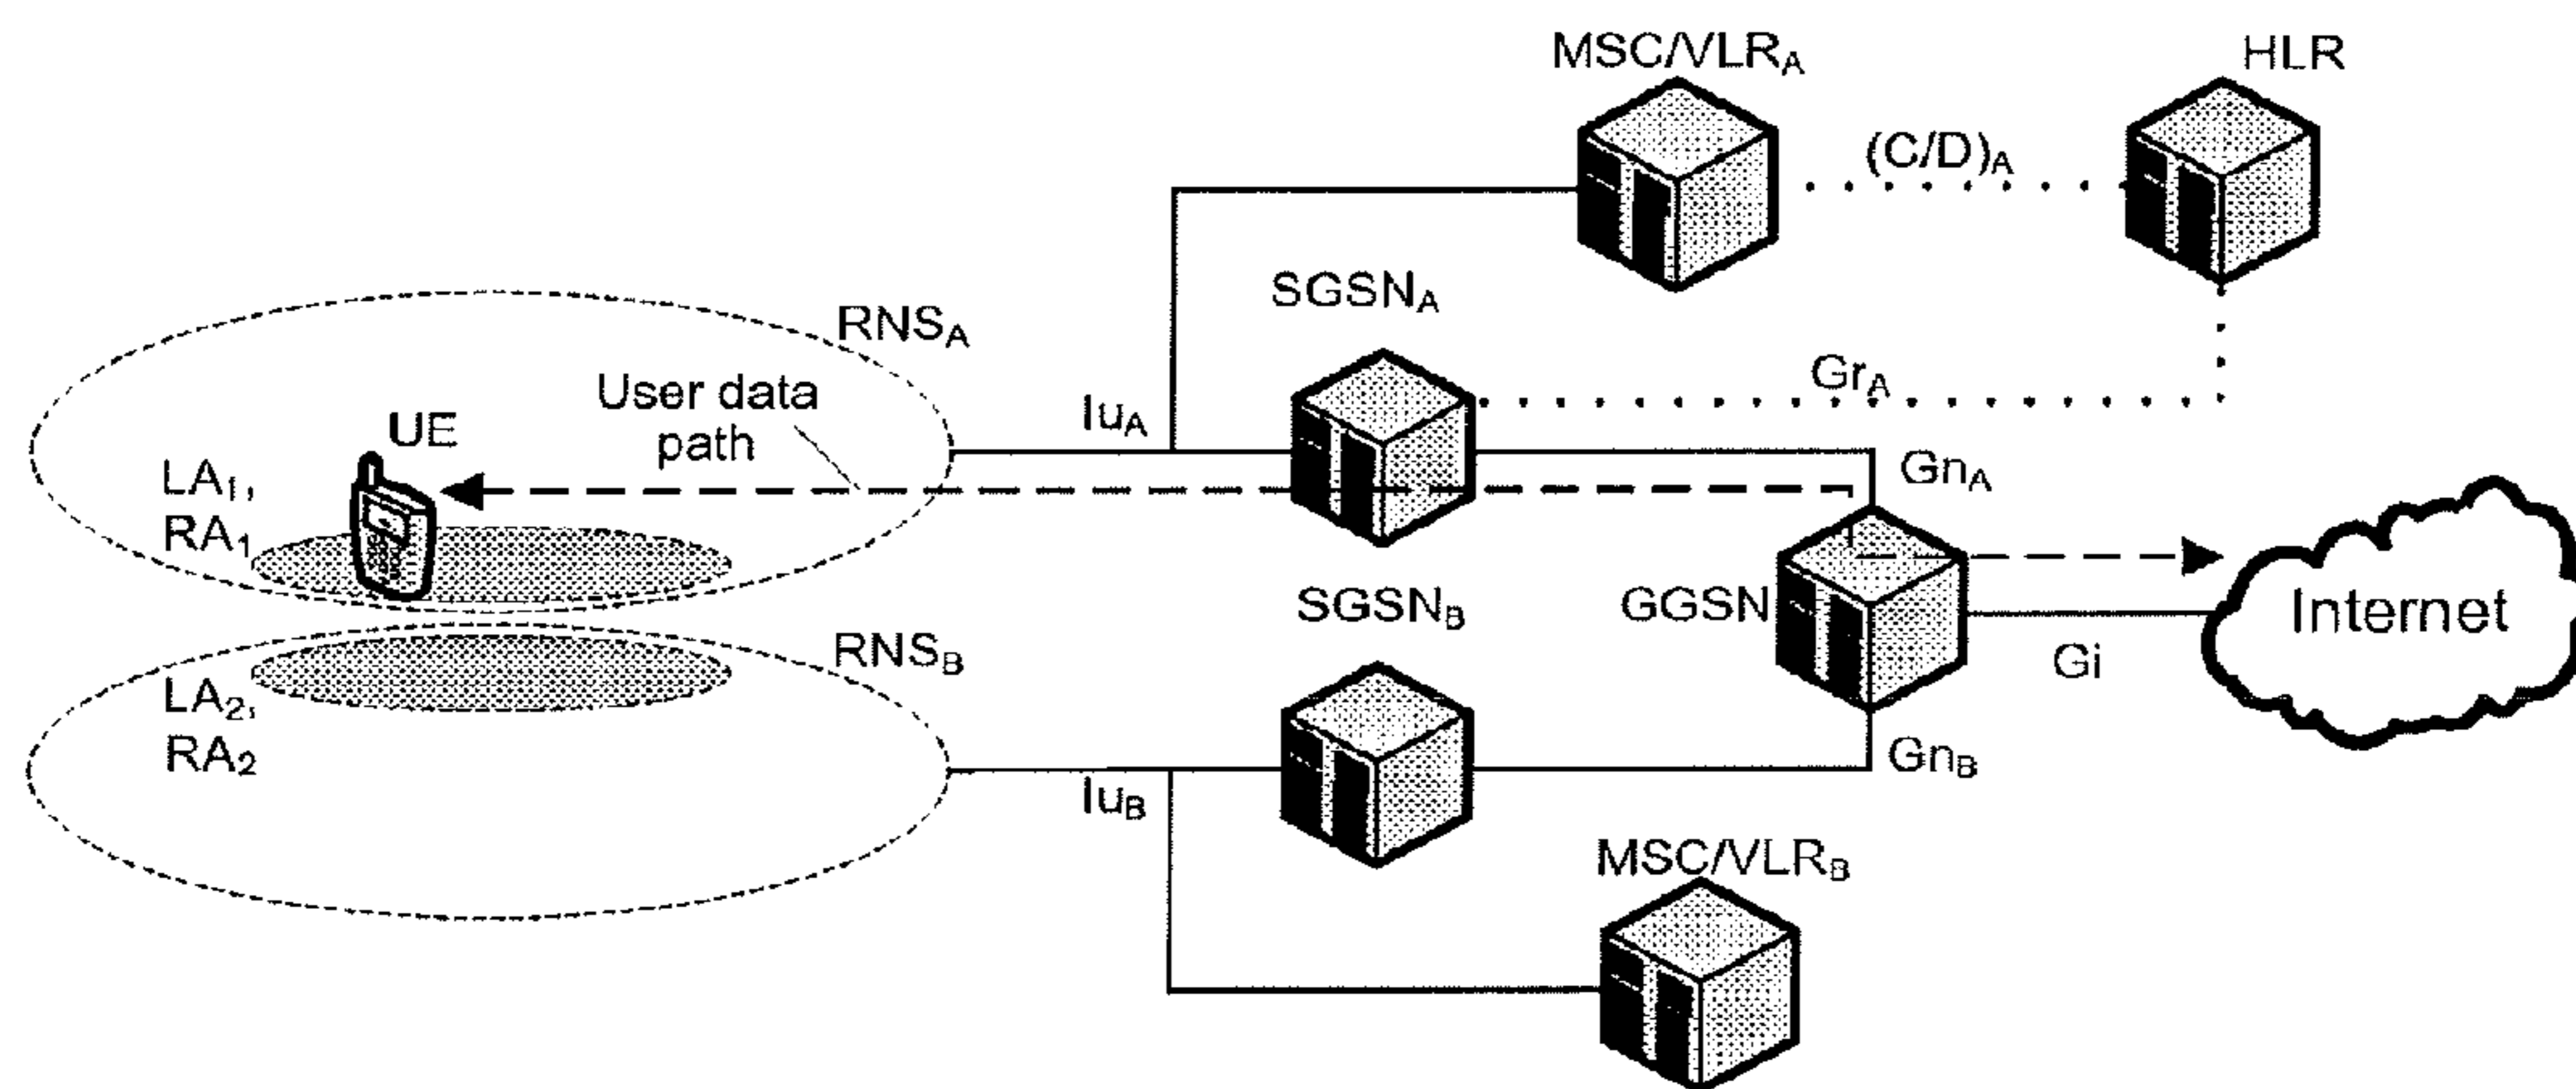 MSC/VLRA
HLR
(C/D)A
SGSNA
RNSA
GrA
User data
path
IuA
UE
GnA
LA1,
RA1
SGSNB
GGSN
Internet
RNSB
Gi
LA2,
RA2
GnB
IuB
MSC/VLRB